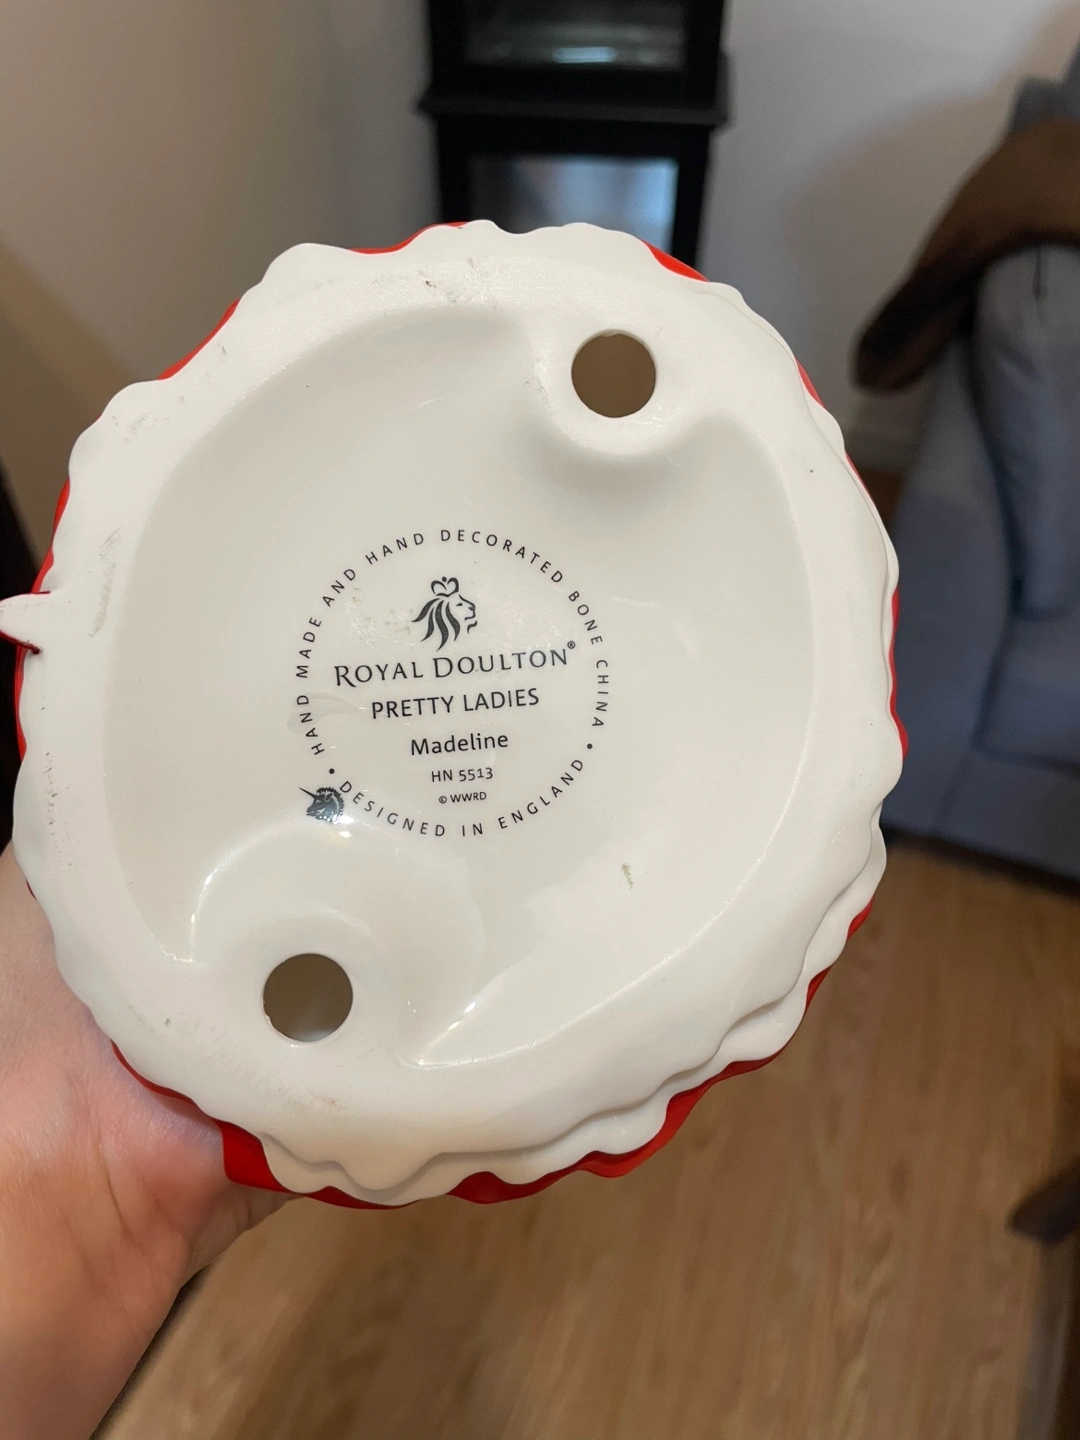 • HAND MADE AND HAND DECORATED BONE CHINA •
ROYAL DOULTON®
PRETTY LADIES
Madeline
HN 5513
© WWRD
DESIGNED IN ENGLAND